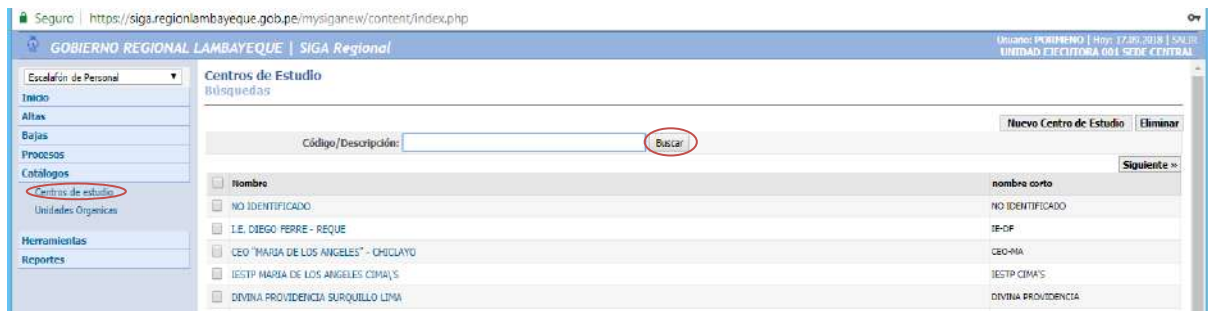 Seguro | https://siga.regionlambayeque.gob.pe/mysiganew/content/index.php
GOBIERNO REGIONAL LAMBAYEQUE | SIGA Regional
Usuario: PORMENO | Hoy: 17.09.2018 | SALIR
UNIDAD EJECUTORA 001 SEDE CENTRAL
Escalafón de Personal
Inicio
Altas
Bajas
Procesos
Catálogos
Centros de estudio
Unidades Organicas
Herramientas
Reportes
Centros de Estudio
Búsquedas
Nuevo Centro de Estudio Eliminar
Código/Descripción: Buscar
Siguiente »
Nombre nombre corto
NO IDENTIFICADO NO IDENTIFICADO
I.E. DIEGO FERRE - REQUE IE-DF
CEO "MARIA DE LOS ANGELES" - CHICLAYO CEO-MA
IESTP MARIA DE LOS ANGELES CIMA\'S IESTP CIMA'S
DIVINA PROVIDENCIA SURQUILLO LIMA DIVINA PROVIDENCIA